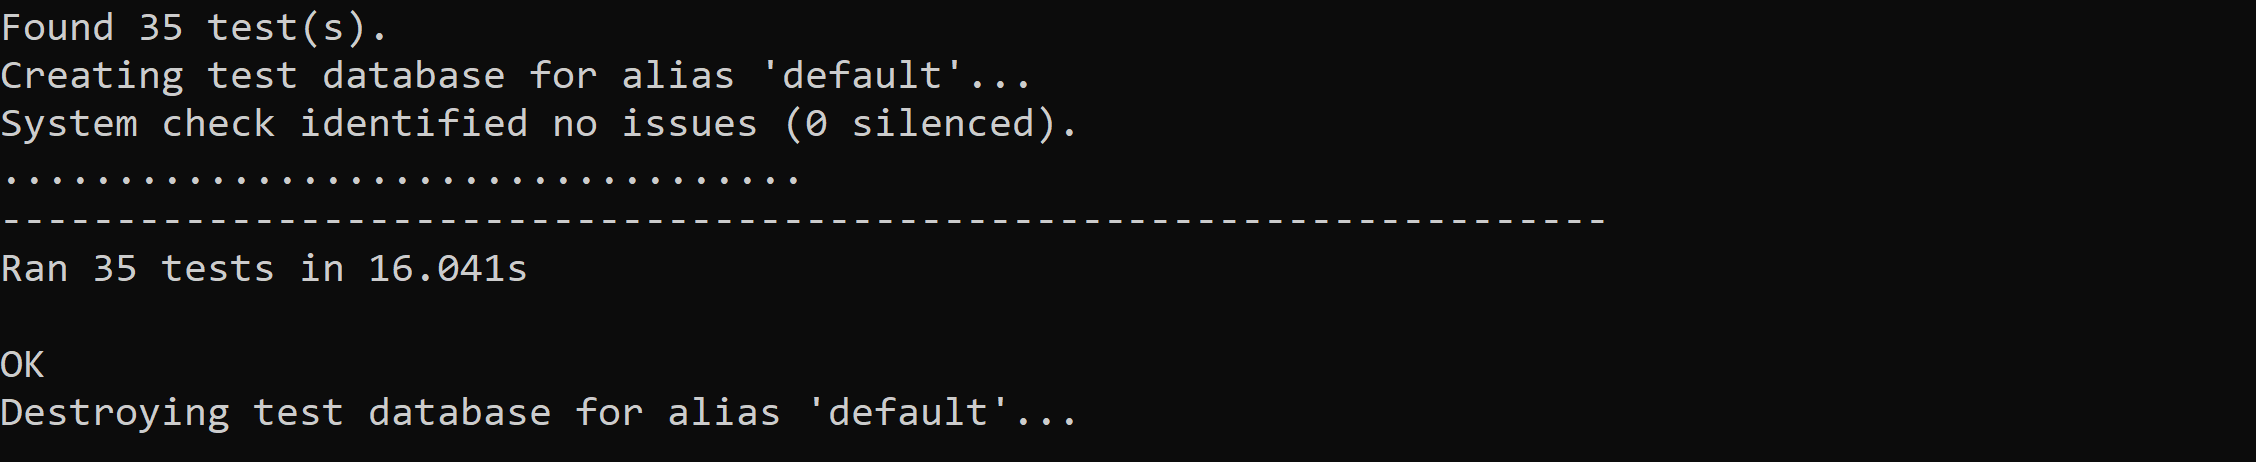 Found 35 test(s).
Creating test database for alias 'default'...
System check identified no issues (0 silenced).
...................................
----------------------------------------------------------------------
Ran 35 tests in 16.041s

OK
Destroying test database for alias 'default'...